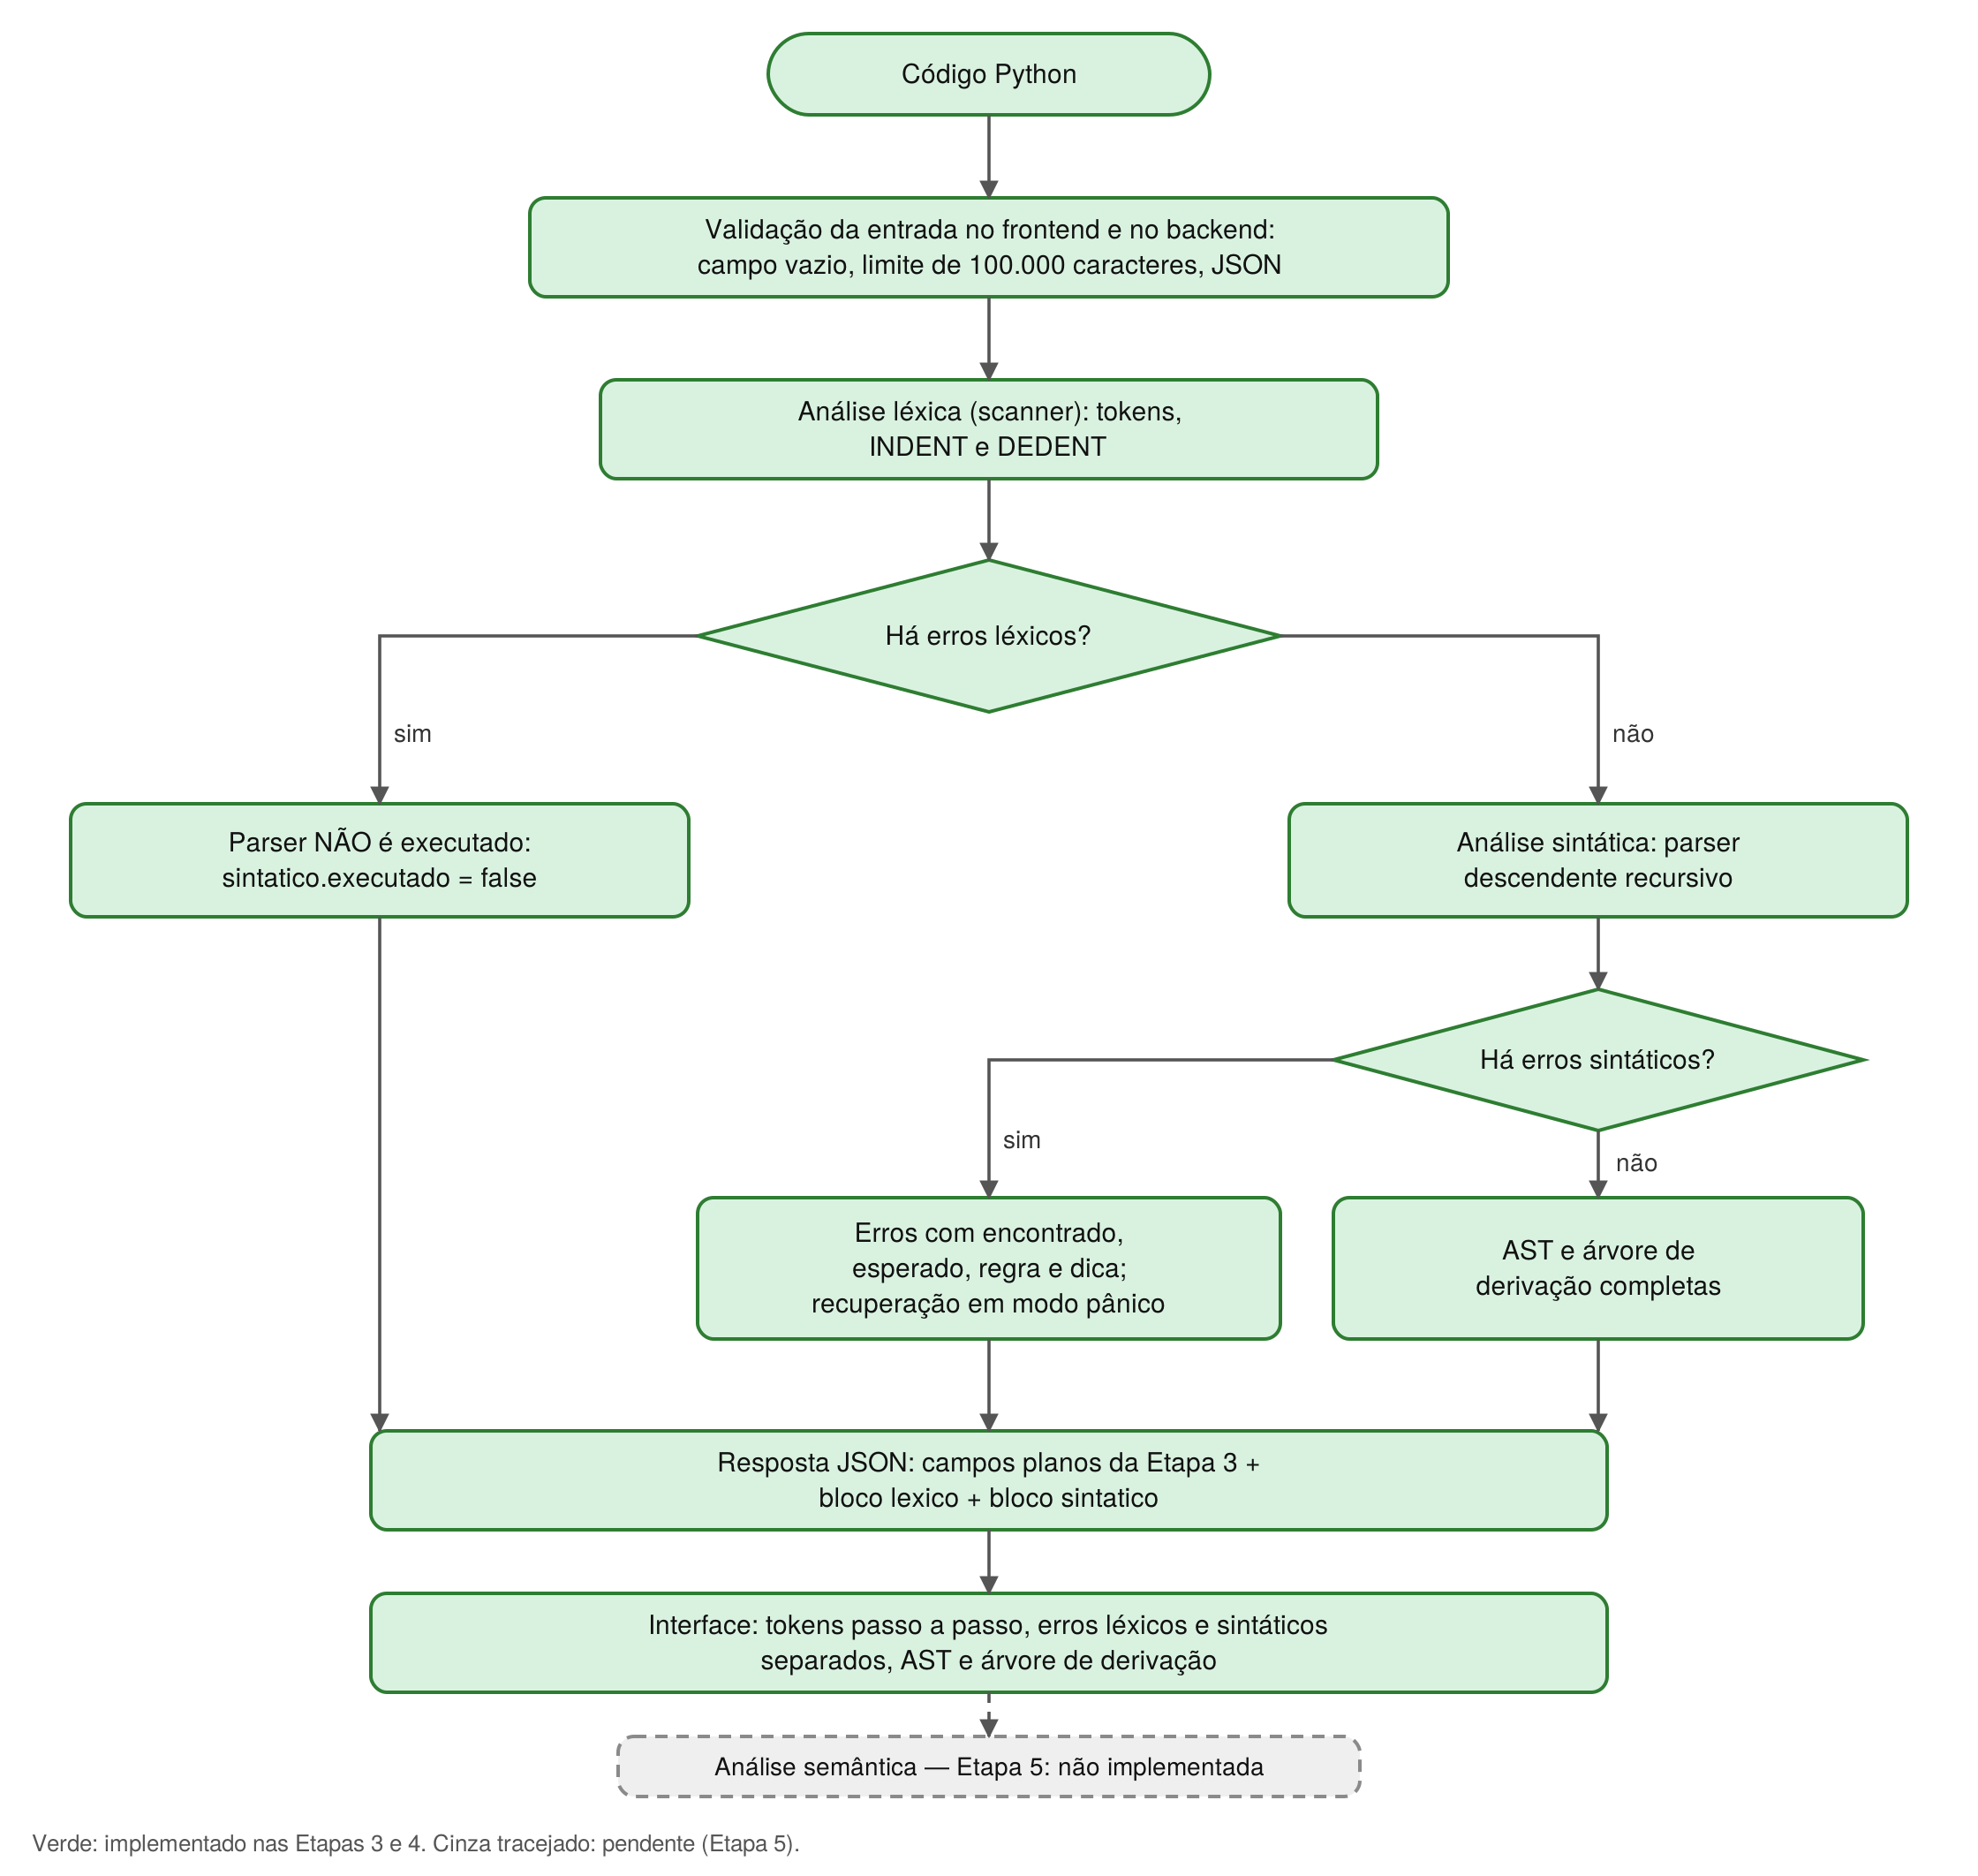 Código Python
Validação da entrada no frontend e no backend:
campo vazio, limite de 100.000 caracteres, JSON
Análise léxica (scanner): tokens,
INDENT e DEDENT
Há erros léxicos?
sim
não
Parser NÃO é executado:
sintatico.executado = false
Análise sintática: parser
descendente recursivo
Há erros sintáticos?
sim
não
Erros com encontrado,
esperado, regra e dica;
recuperação em modo pânico
AST e árvore de
derivação completas
Resposta JSON: campos planos da Etapa 3 +
bloco lexico + bloco sintatico
Interface: tokens passo a passo, erros léxicos e sintáticos
separados, AST e árvore de derivação
Análise semântica — Etapa 5: não implementada
Verde: implementado nas Etapas 3 e 4. Cinza tracejado: pendente (Etapa 5).